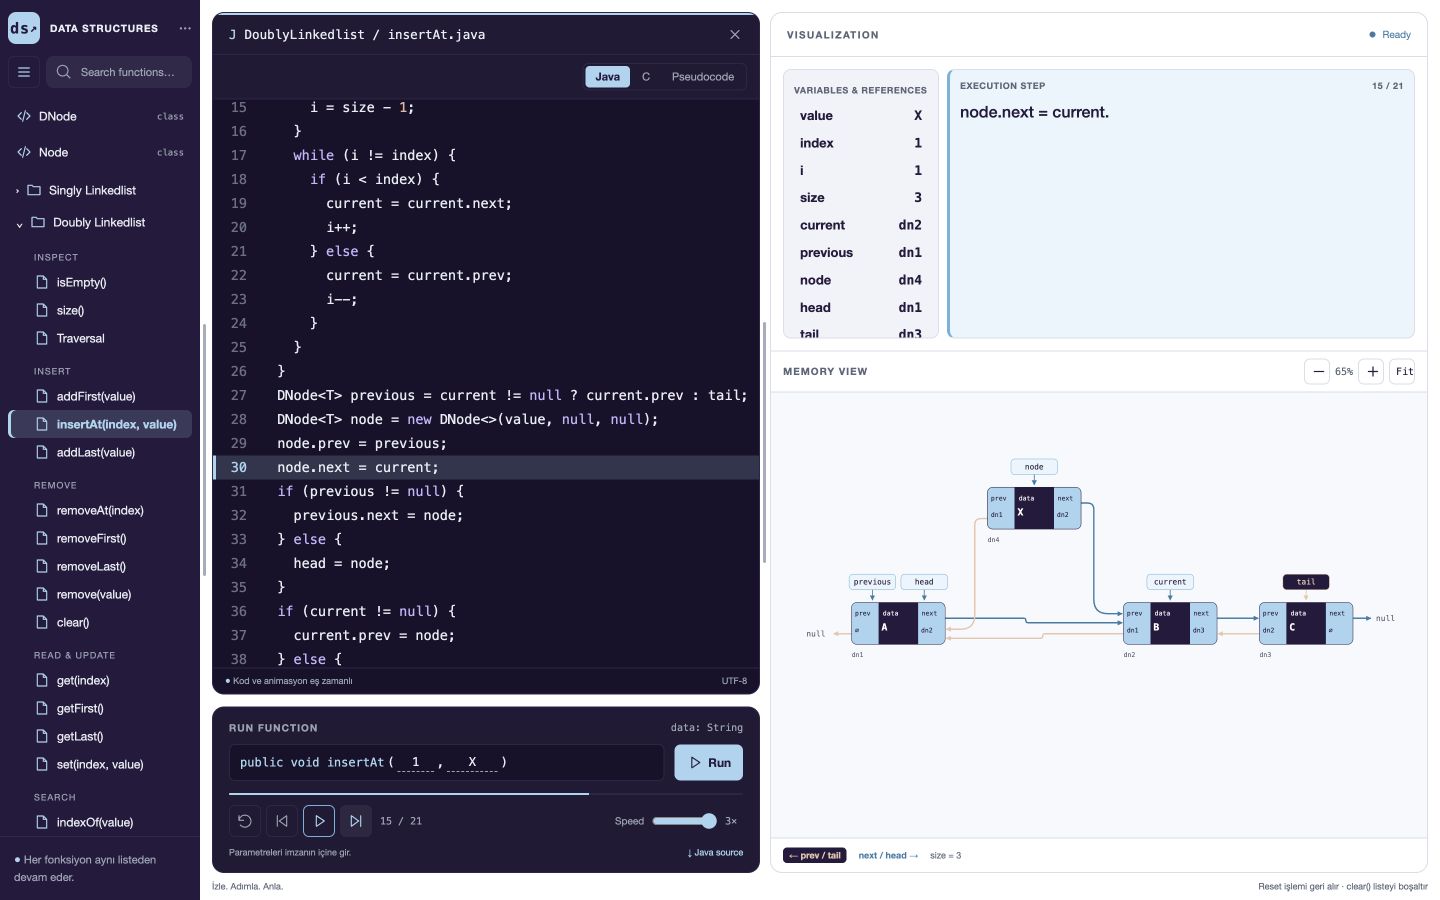 ds↗ DATA STRUCTURES ...
Search functions...
</> DNode class
</> Node class
› Singly Linkedlist
⌄ Doubly Linkedlist
INSPECT
isEmpty()
size()
Traversal
INSERT
addFirst(value)
insertAt(index, value)
addLast(value)
REMOVE
removeAt(index)
removeFirst()
removeLast()
remove(value)
clear()
READ & UPDATE
get(index)
getFirst()
getLast()
set(index, value)
SEARCH
indexOf(value)
• Her fonksiyon aynı listeden
devam eder.
J DoublyLinkedlist / insertAt.java ×
Java C Pseudocode
15 i = size - 1;
16 }
17 while (i != index) {
18 if (i < index) {
19 current = current.next;
20 i++;
21 } else {
22 current = current.prev;
23 i--;
24 }
25 }
26 }
27 DNode<T> previous = current != null ? current.prev : tail;
28 DNode<T> node = new DNode<>(value, null, null);
29 node.prev = previous;
30 node.next = current;
31 if (previous != null) {
32 previous.next = node;
33 } else {
34 head = node;
35 }
36 if (current != null) {
37 current.prev = node;
38 } else {
• Kod ve animasyon eş zamanlı UTF-8
RUN FUNCTION data: String
public void insertAt( 1 , X )
Run
15 / 21 Speed 3×
Parametreleri imzanın içine gir. ↓ Java source
İzle. Adımla. Anla.
VISUALIZATION • Ready
VARIABLES & REFERENCES
value X
index 1
i 1
size 3
current dn2
previous dn1
node dn4
head dn1
tail dn3
EXECUTION STEP 15 / 21
node.next = current.
MEMORY VIEW − 65% + Fit
node
prev data next
dn1 X dn2
dn4
previous head current tail
prev data next prev data next prev data next
null ∅ A dn2 dn1 B dn3 dn2 C ∅ null
dn1 dn2 dn3
← prev / tail next / head → size = 3
Reset işlemi geri alır · clear() listeyi boşaltır